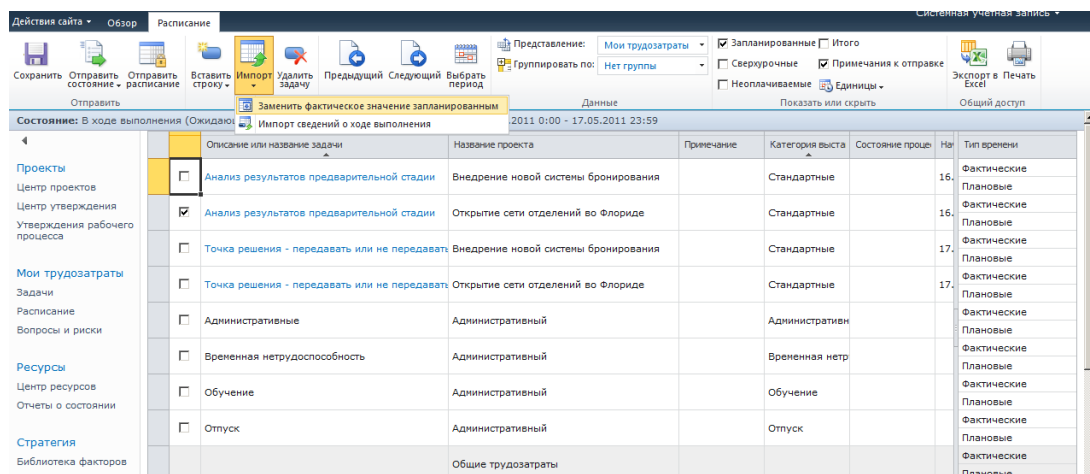 Действия сайта Обзор Расписание Системная учетная запись
Представление: Мои трудозатраты
Запланированные Итого
Группировать по: Нет группы
Сверхурочные Примечания к отправке
Неоплачиваемые Единицы
Сохранить Отправить состояние Отправить расписание Вставить строку Импорт Удалить задачу Предыдущий Следующий Выбрать период Экспорт в Excel Печать
Отправить Данные Показать или скрыть Общий доступ
Заменить фактическое значение запланированным
Импорт сведений о ходе выполнения
Состояние: В ходе выполнения (Ожидаю .2011 0:00 - 17.05.2011 23:59
Описание или название задачи Название проекта Примечание Категория выста Состояние процес На Тип времени
Анализ результатов предварительной стадии Внедрение новой системы бронирования Стандартные 16. Фактические
Плановые
Анализ результатов предварительной стадии Открытие сети отделений во Флориде Стандартные 16. Фактические
Плановые
Точка решения - передавать или не передавать Внедрение новой системы бронирования Стандартные 17. Фактические
Плановые
Точка решения - передавать или не передавать Открытие сети отделений во Флориде Стандартные 17. Фактические
Плановые
Административные Административный Административн Фактические
Плановые
Временная нетрудоспособность Административный Временная нетр Фактические
Плановые
Обучение Административный Обучение Фактические
Плановые
Отпуск Административный Отпуск Фактические
Плановые
Общие трудозатраты Фактические
Плановые
Проекты
Центр проектов
Центр утверждения
Утверждения рабочего
процесса
Мои трудозатраты
Задачи
Расписание
Вопросы и риски
Ресурсы
Центр ресурсов
Отчеты о состоянии
Стратегия
Библиотека факторов